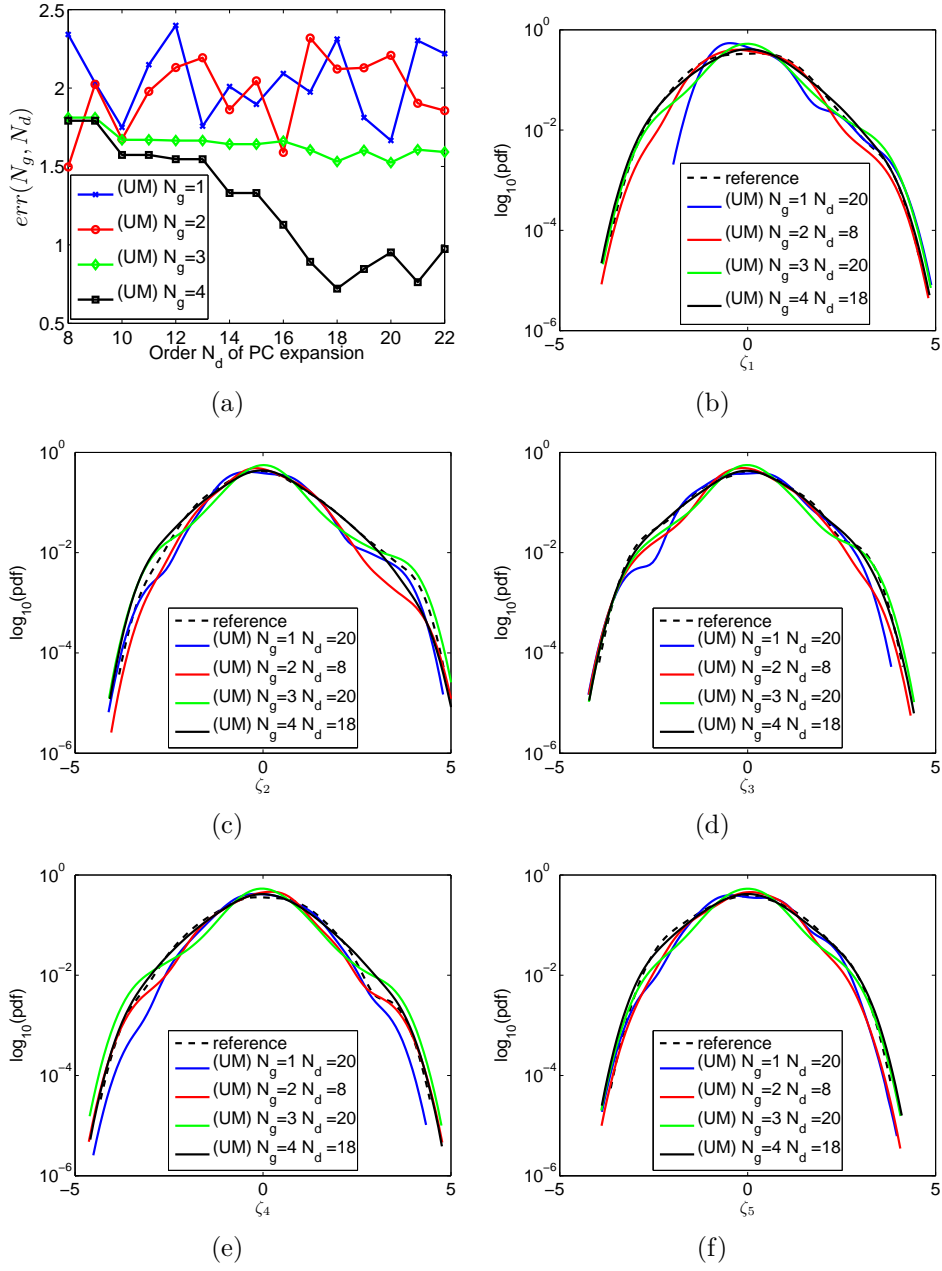 2.5
2
1.5
1
0.5
err(N_g, N_d)
(UM) N_g=1
(UM) N_g=2
(UM) N_g=3
(UM) N_g=4
8 10 12 14 16 18 20 22
Order N_d of PC expansion
(a)
10^0
10^-2
10^-4
10^-6
log_10(pdf)
reference
(UM) N_g=1 N_d=20
(UM) N_g=2 N_d=8
(UM) N_g=3 N_d=20
(UM) N_g=4 N_d=18
-5 0 5
ζ_1
(b)
10^0
10^-2
10^-4
10^-6
log_10(pdf)
reference
(UM) N_g=1 N_d=20
(UM) N_g=2 N_d=8
(UM) N_g=3 N_d=20
(UM) N_g=4 N_d=18
-5 0 5
ζ_2
(c)
10^0
10^-2
10^-4
10^-6
log_10(pdf)
reference
(UM) N_g=1 N_d=20
(UM) N_g=2 N_d=8
(UM) N_g=3 N_d=20
(UM) N_g=4 N_d=18
-5 0 5
ζ_3
(d)
10^0
10^-2
10^-4
10^-6
log_10(pdf)
reference
(UM) N_g=1 N_d=20
(UM) N_g=2 N_d=8
(UM) N_g=3 N_d=20
(UM) N_g=4 N_d=18
-5 0 5
ζ_4
(e)
10^0
10^-2
10^-4
10^-6
log_10(pdf)
reference
(UM) N_g=1 N_d=20
(UM) N_g=2 N_d=8
(UM) N_g=3 N_d=20
(UM) N_g=4 N_d=18
-5 0 5
ζ_5
(f)